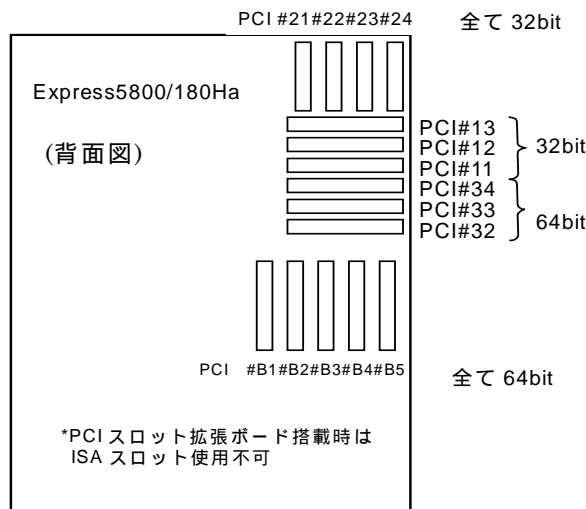 PCI #21#22#23#24 全て 32bit
Express5800/180Ha
(背面図)
PCI#13
PCI#12
PCI#11
32bit
PCI#34
PCI#33
PCI#32
64bit
PCI #B1#B2#B3#B4#B5 全て 64bit
*PCI スロット拡張ボード搭載時は
ISA スロット使用不可